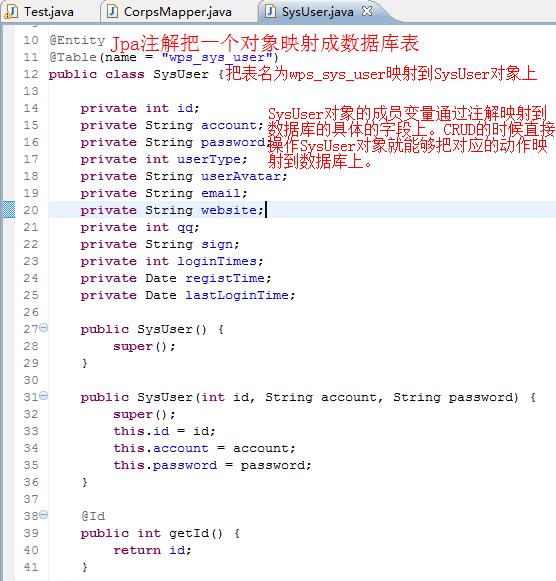 Test.java CorpsMapper.java SysUser.java
10 @Entity Jpa注解把一个对象映射成数据库表
11 @Table(name = "wps_sys_user")
12 public class SysUser { 把表名为wps_sys_user映射到SysUser对象上
13
14 private int id; SysUser对象的成员变量通过注解映射到
15 private String account; 数据库的具体的字段上。CRUD的时候直接
16 private String password; 操作SysUser对象就能够把对应的动作映
17 private int userType; 射到数据库上。
18 private String userAvatar;
19 private String email;
20 private String website;
21 private int qq;
22 private String sign;
23 private int loginTimes;
24 private Date registTime;
25 private Date lastLoginTime;
26
27 public SysUser() {
28 super();
29 }
30
31 public SysUser(int id, String account, String password) {
32 super();
33 this.id = id;
34 this.account = account;
35 this.password = password;
36 }
37
38 @Id
39 public int getId() {
40 return id;
41 }